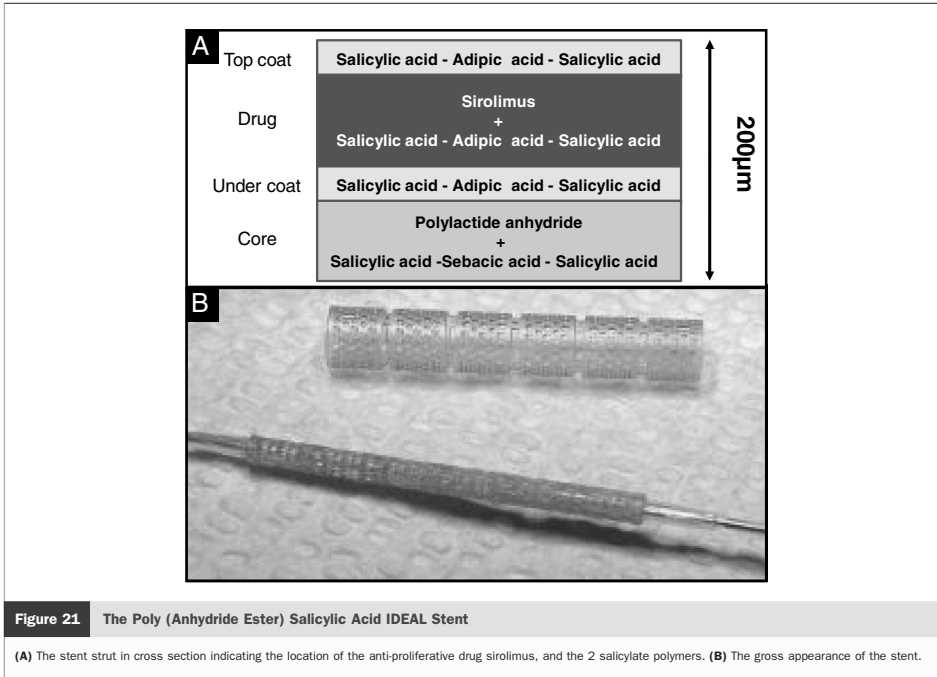 A
Top coat
Salicylic acid - Adipic acid - Salicylic acid
Drug
Sirolimus
+
Salicylic acid - Adipic acid - Salicylic acid
Under coat
Salicylic acid - Adipic acid - Salicylic acid
Core
Polylactide anhydride
+
Salicylic acid -Sebacic acid - Salicylic acid
200µm
B
Figure 21 The Poly (Anhydride Ester) Salicylic Acid IDEAL Stent
(A) The stent strut in cross section indicating the location of the anti-proliferative drug sirolimus, and the 2 salicylate polymers. (B) The gross appearance of the stent.